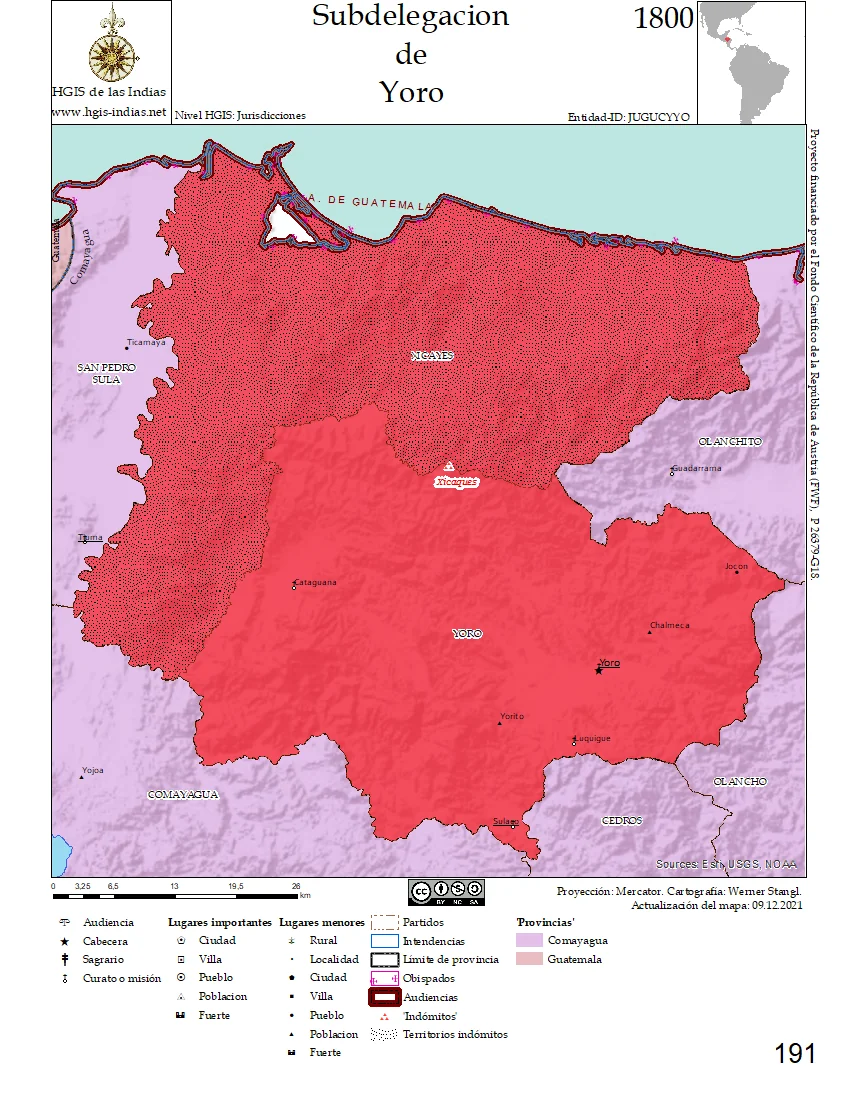 Subdelegacion
de
Yoro
1800
HGIS de las Indias
www.hgis-indias.net
Nivel HGIS: Jurisdicciones
Entidad-ID: JUGUCYYO
Proyecto financiado por el Fondo Científico de la República de Austria (FWF), P 26379-G18.
A. DE GUATEMALA
Guatemala
Comayagua
Ticamaya
SAN PEDRO
SULA
XICAYES
OLANCHITO
Guadarrama
Xicaques
Tiuma
Jocon
Cataguana
Chalmeca
YORO
Yoro
Yorito
Luquigue
Yojoa
COMAYAGUA
OLANCHO
Sulaco
CEDROS
Sources: Esri, USGS, NOAA
0 3,25 6,5 13 19,5 26
km
CC BY NC SA
Proyección: Mercator. Cartografía: Werner Stangl.
Actualización del mapa: 09.12.2021
Audiencia
Cabecera
Sagrario
Curato o misión
Lugares importantes
Ciudad
Villa
Pueblo
Poblacion
Fuerte
Lugares menores
Rural
Localidad
Ciudad
Villa
Pueblo
Poblacion
Fuerte
Partidos
Intendencias
Límite de provincia
Obispados
Audiencias
'Indómitos'
Territorios indómitos
'Provincias'
Comayagua
Guatemala
191